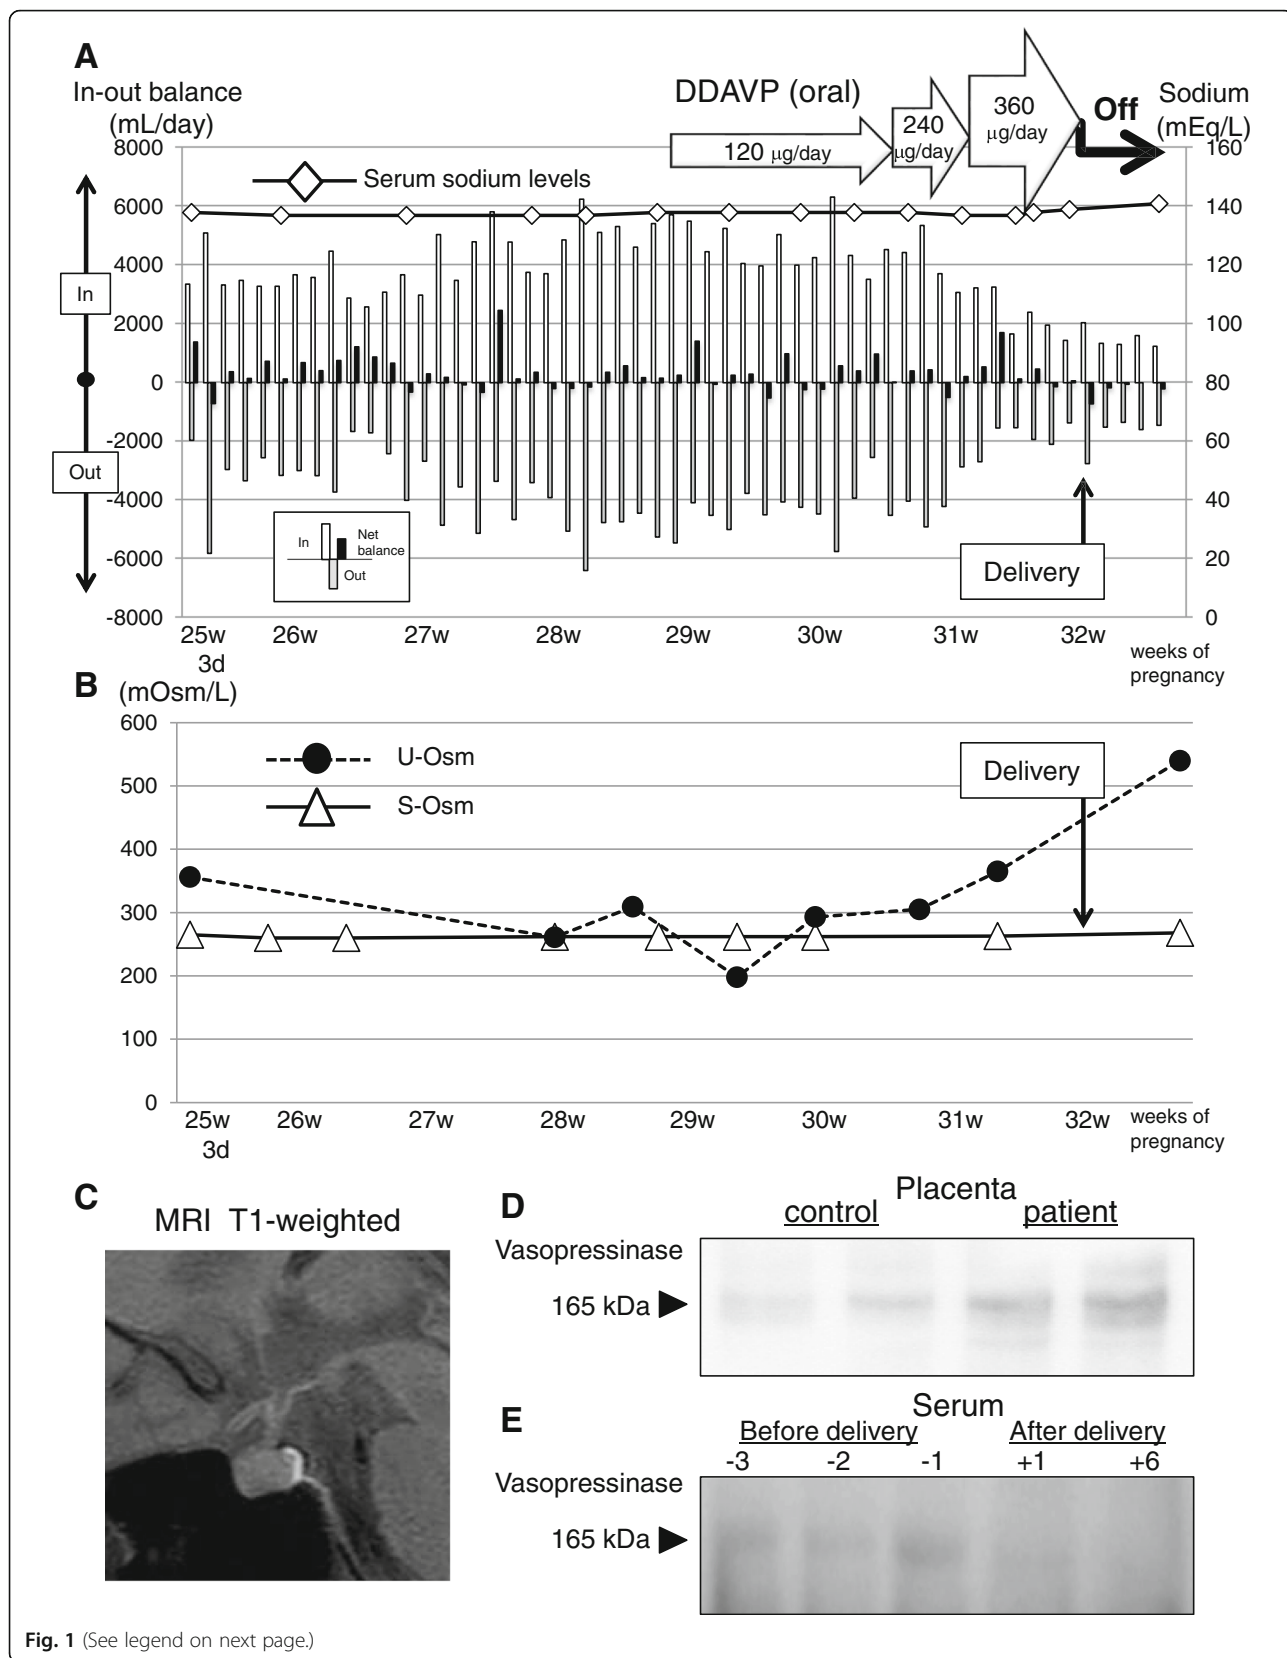 A
In-out balance
(mL/day)
DDAVP (oral)
120 µg/day
240
µg/day
360
µg/day
Off
Sodium
(mEq/L)
8000
6000
4000
2000
0
-2000
-4000
-6000
-8000
160
140
120
100
80
60
40
20
0
Serum sodium levels
In
Out
In
Net
balance
Out
Delivery
25w
3d
26w
27w
28w
29w
30w
31w
32w
weeks of
pregnancy
B
(mOsm/L)
600
500
400
300
200
100
0
U-Osm
S-Osm
Delivery
25w
3d
26w
27w
28w
29w
30w
31w
32w
weeks of
pregnancy
C
MRI T1-weighted
D
Placenta
control
patient
Vasopressinase
165 kDa
E
Serum
Before delivery
After delivery
-3
-2
-1
+1
+6
Vasopressinase
165 kDa
Fig. 1 (See legend on next page.)